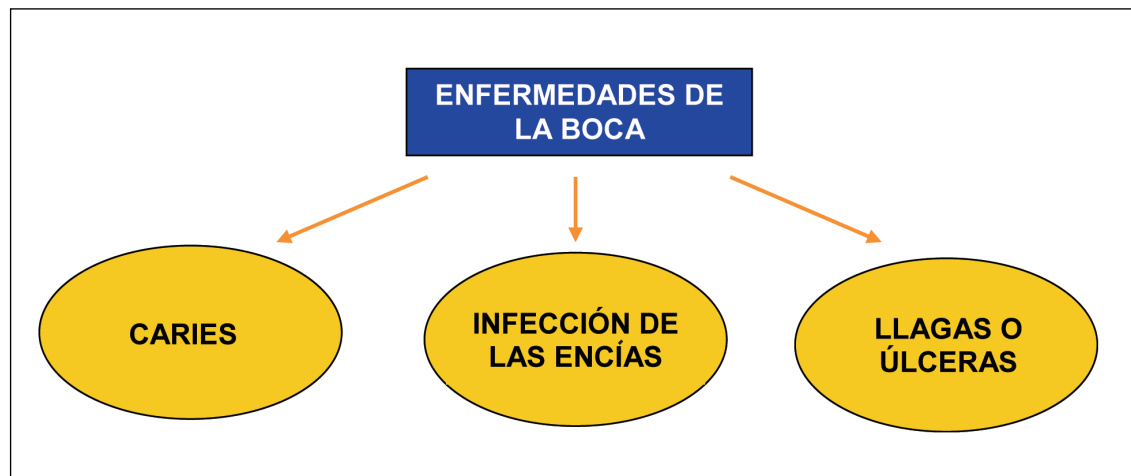 ENFERMEDADES DE
LA BOCA
CARIES
INFECCIÓN DE
LAS ENCÍAS
LLAGAS O
ÚLCERAS